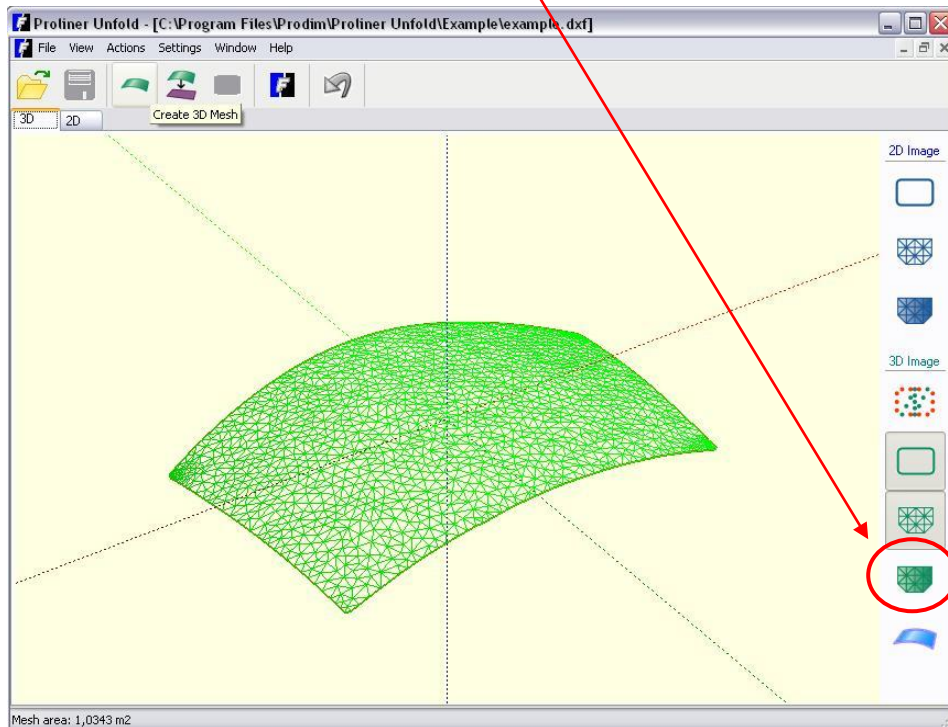 Proliner Unfold - [C:\Program Files\Prodim\Proliner Unfold\Example\example.dxf]
File View Actions Settings Window Help
Create 3D Mesh
3D 2D
2D Image
3D Image
Mesh area: 1,0343 m2